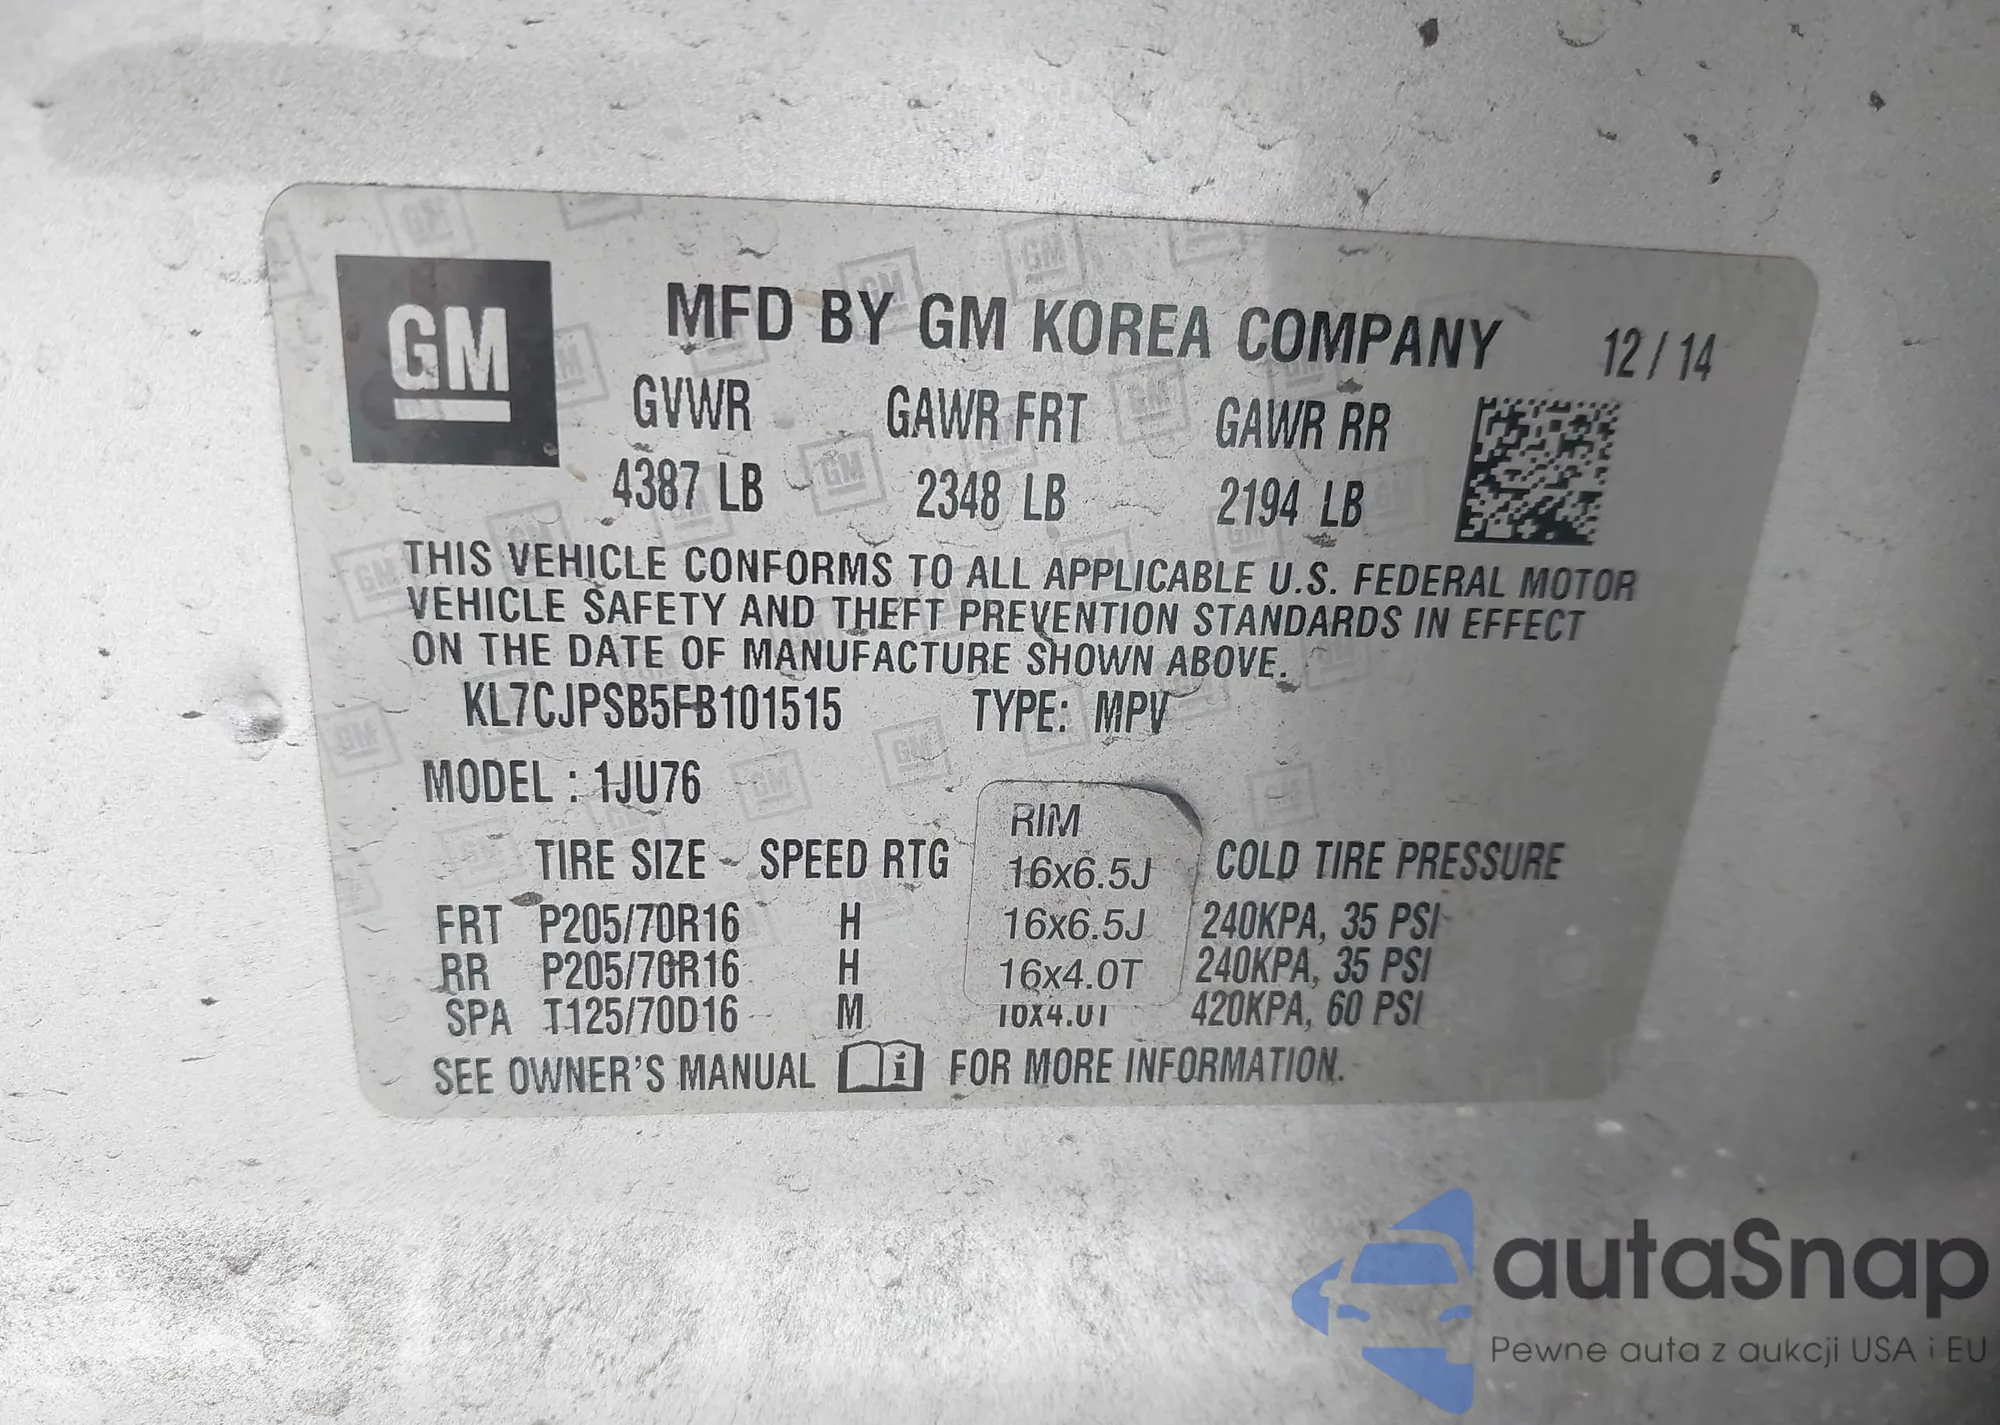 GM
MFD BY GM KOREA COMPANY 12 / 14
GVWR GAWR FRT GAWR RR
4387 LB 2348 LB 2194 LB
THIS VEHICLE CONFORMS TO ALL APPLICABLE U.S. FEDERAL MOTOR
VEHICLE SAFETY AND THEFT PREVENTION STANDARDS IN EFFECT
ON THE DATE OF MANUFACTURE SHOWN ABOVE.
KL7CJPSB5FB101515 TYPE: MPV
MODEL : 1JU76
RIM
TIRE SIZE SPEED RTG 16x6.5J COLD TIRE PRESSURE
FRT P205/70R16 H 16x6.5J 240KPA, 35 PSI
RR P205/70R16 H 16x4.0T 240KPA, 35 PSI
SPA T125/70D16 M 16X4.0T 420KPA, 60 PSI
SEE OWNER'S MANUAL i FOR MORE INFORMATION.
autaSnap
Pewne auta z aukcji USA i EU